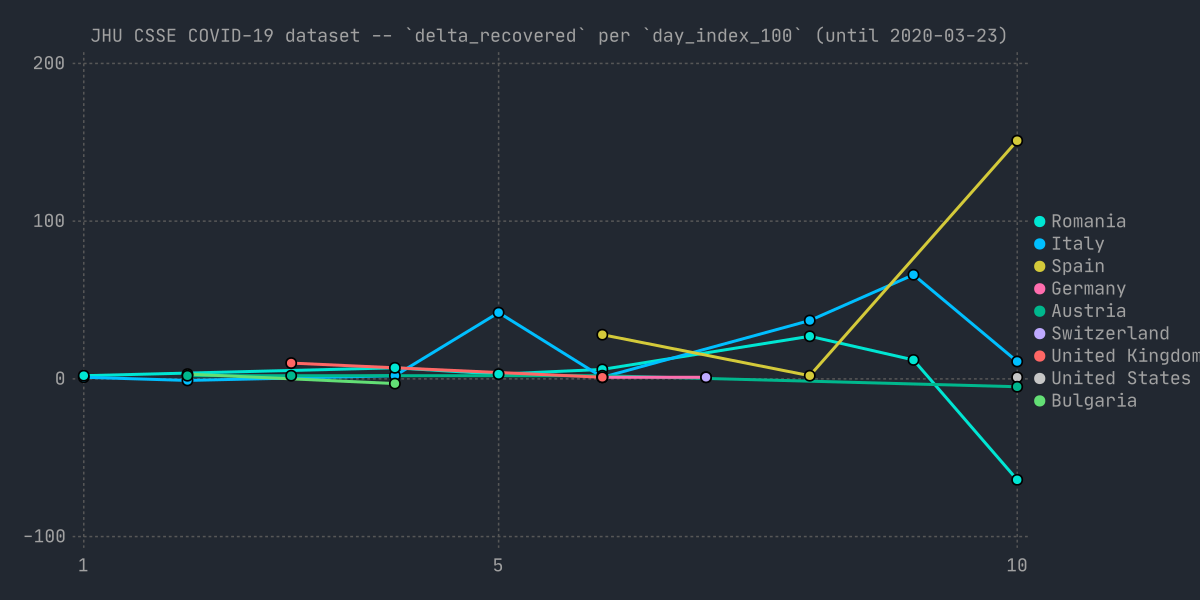 JHU CSSE COVID-19 dataset -- `delta_recovered` per `day_index_100` (until 2020-03-23)
200
100
0
-100
1
5
10
Romania
Italy
Spain
Germany
Austria
Switzerland
United Kingdom
United States
Bulgaria